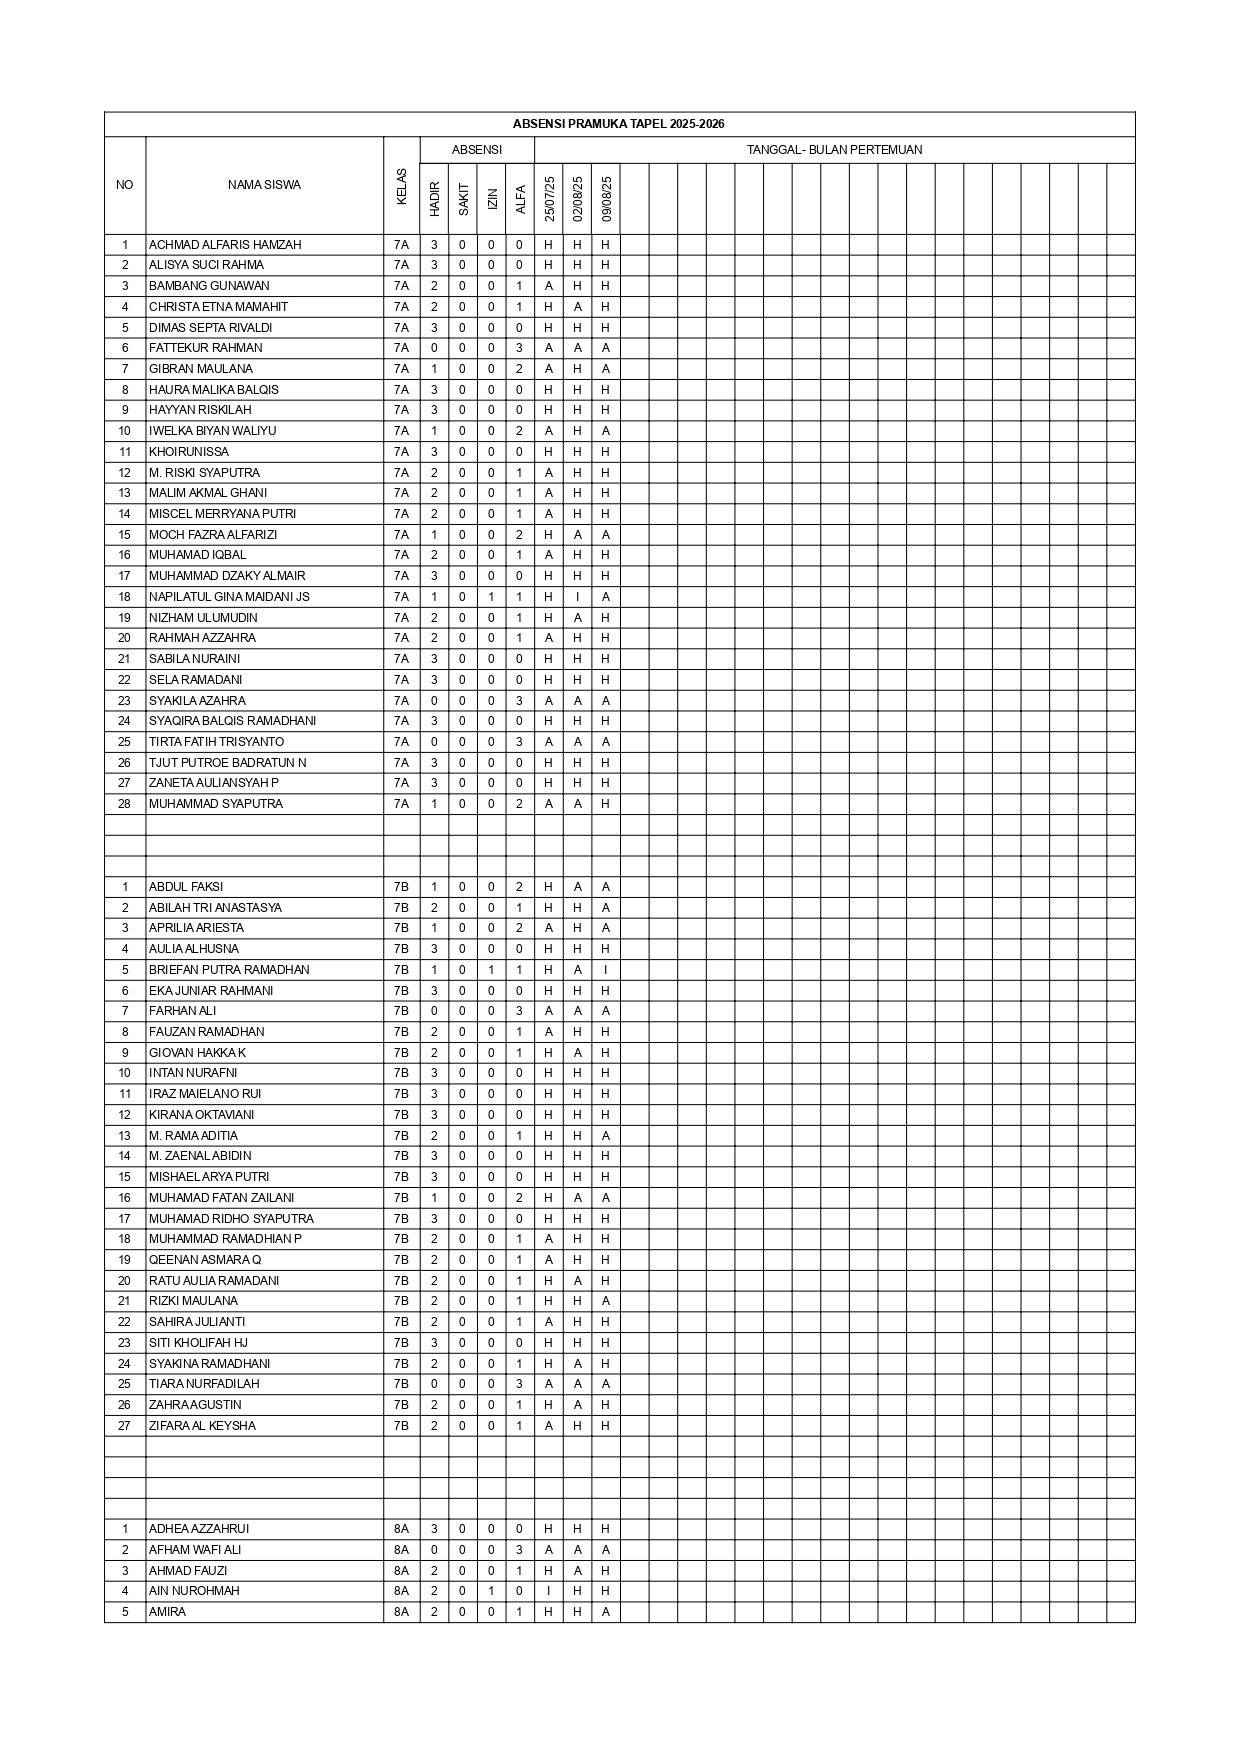 ABSENSI PRAMUKA TAPEL 2025-2026
NO NAMA SISWA KELAS ABSENSI TANGGAL- BULAN PERTEMUAN
HADIR SAKIT IZIN ALFA 25/07/25 02/08/25 09/08/25
1 ACHMAD ALFARIS HAMZAH 7A 3 0 0 0 H H H
2 ALISYA SUCI RAHMA 7A 3 0 0 0 H H H
3 BAMBANG GUNAWAN 7A 2 0 0 1 A H H
4 CHRISTA ETNA MAMAHIT 7A 2 0 0 1 H A H
5 DIMAS SEPTA RIVALDI 7A 3 0 0 0 H H H
6 FATTEKUR RAHMAN 7A 0 0 0 3 A A A
7 GIBRAN MAULANA 7A 1 0 0 2 A H A
8 HAURA MALIKA BALQIS 7A 3 0 0 0 H H H
9 HAYYAN RISKILAH 7A 3 0 0 0 H H H
10 IWELKA BIYAN WALIYU 7A 1 0 0 2 A H A
11 KHOIRUNISSA 7A 3 0 0 0 H H H
12 M. RISKI SYAPUTRA 7A 2 0 0 1 A H H
13 MALIM AKMAL GHANI 7A 2 0 0 1 A H H
14 MISCEL MERRYANA PUTRI 7A 2 0 0 1 A H H
15 MOCH FAZRA ALFARIZI 7A 1 0 0 2 H A A
16 MUHAMAD IQBAL 7A 2 0 0 1 A H H
17 MUHAMMAD DZAKY ALMAIR 7A 3 0 0 0 H H H
18 NAPILATUL GINA MAIDANI JS 7A 1 0 1 1 H I A
19 NIZHAM ULUMUDIN 7A 2 0 0 1 H A H
20 RAHMAH AZZAHRA 7A 2 0 0 1 A H H
21 SABILA NURAINI 7A 3 0 0 0 H H H
22 SELA RAMADANI 7A 3 0 0 0 H H H
23 SYAKILA AZAHRA 7A 0 0 0 3 A A A
24 SYAQIRA BALQIS RAMADHANI 7A 3 0 0 0 H H H
25 TIRTA FATIH TRISYANTO 7A 0 0 0 3 A A A
26 TJUT PUTROE BADRATUN N 7A 3 0 0 0 H H H
27 ZANETA AULIANSYAH P 7A 3 0 0 0 H H H
28 MUHAMMAD SYAPUTRA 7A 1 0 0 2 A A H
1 ABDUL FAKSI 7B 1 0 0 2 H A A
2 ABILAH TRI ANASTASYA 7B 2 0 0 1 H H A
3 APRILIA ARIESTA 7B 1 0 0 2 A H A
4 AULIA ALHUSNA 7B 3 0 0 0 H H H
5 BRIEFAN PUTRA RAMADHAN 7B 1 0 1 1 H A I
6 EKA JUNIAR RAHMANI 7B 3 0 0 0 H H H
7 FARHAN ALI 7B 0 0 0 3 A A A
8 FAUZAN RAMADHAN 7B 2 0 0 1 A H H
9 GIOVAN HAKKA K 7B 2 0 0 1 H A H
10 INTAN NURAFNI 7B 3 0 0 0 H H H
11 IRAZ MAIELANO RUI 7B 3 0 0 0 H H H
12 KIRANA OKTAVIANI 7B 3 0 0 0 H H H
13 M. RAMA ADITIA 7B 2 0 0 1 H H A
14 M. ZAENAL ABIDIN 7B 3 0 0 0 H H H
15 MISHAEL ARYA PUTRI 7B 3 0 0 0 H H H
16 MUHAMAD FATAN ZAILANI 7B 1 0 0 2 H A A
17 MUHAMAD RIDHO SYAPUTRA 7B 3 0 0 0 H H H
18 MUHAMMAD RAMADHIAN P 7B 2 0 0 1 A H H
19 QEENAN ASMARA Q 7B 2 0 0 1 A H H
20 RATU AULIA RAMADANI 7B 2 0 0 1 H A H
21 RIZKI MAULANA 7B 2 0 0 1 H H A
22 SAHIRA JULIANTI 7B 2 0 0 1 A H H
23 SITI KHOLIFAH HJ 7B 3 0 0 0 H H H
24 SYAKINA RAMADHANI 7B 2 0 0 1 H A H
25 TIARA NURFADILAH 7B 0 0 0 3 A A A
26 ZAHRA AGUSTIN 7B 2 0 0 1 H A H
27 ZIFARA AL KEYSHA 7B 2 0 0 1 A H H
1 ADHEA AZZAHRUI 8A 3 0 0 0 H H H
2 AFHAM WAFI ALI 8A 0 0 0 3 A A A
3 AHMAD FAUZI 8A 2 0 0 1 H A H
4 AIN NUROHMAH 8A 2 0 1 0 I H H
5 AMIRA 8A 2 0 0 1 H H A